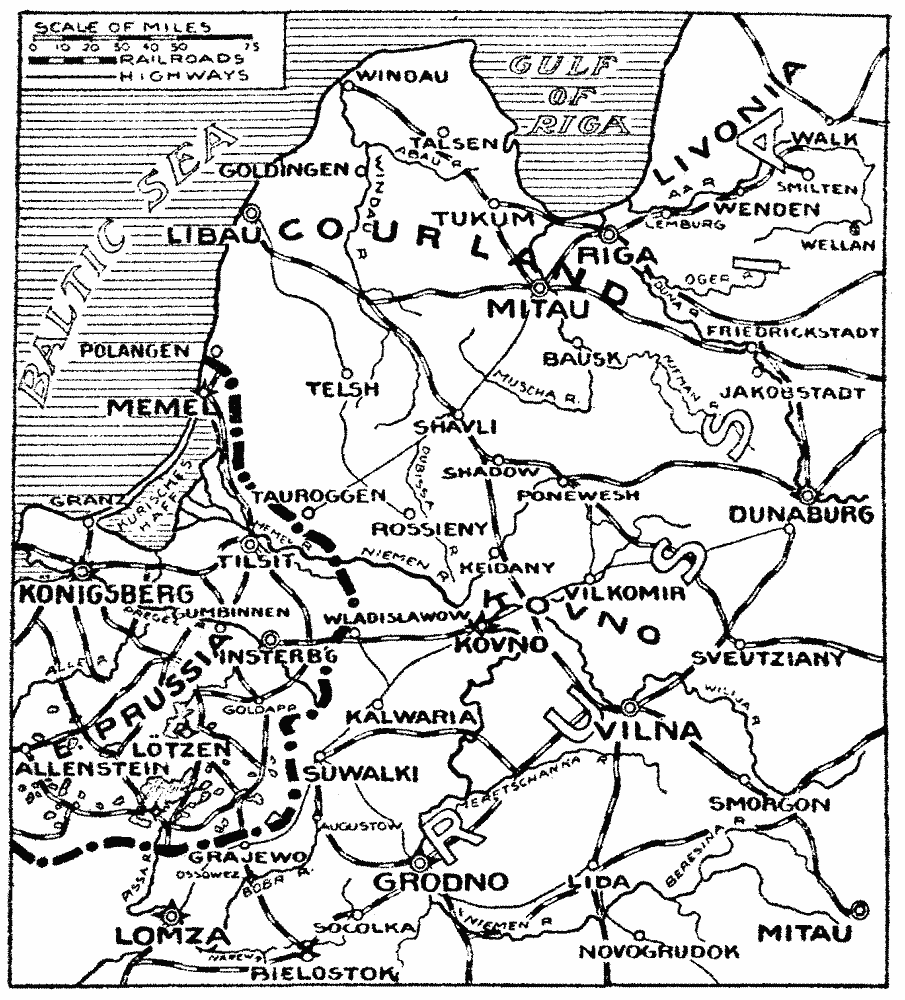 SCALE OF MILES
0 10 20 30 40 50 75
RAILROADS
HIGHWAYS
GULF
OF
RIGA
BALTIC SEA
WINDAU
TALSEN
ABAU R.
GOLDINGEN
WINDAU R.
LIVONIA
WALK
SMILTEN
AA R.
WENDEN
LEMBURG
WELLAN
TUKUM
LIBAU
COURLAND
RIGA
OGER R.
DUNA R.
MITAU
FRIEDRICKSTADT
POLANGEN
BAUSK
TELSH
MUSCHA R.
JAKOBSTADT
MEMEL
SHAVLI
SHADOW
DUBISSA R.
PONEWESH
KURISCHES
HAFF
GRANZ
TAUROGGEN
ROSSIENY
DUNABURG
MEMEL R.
TILSIT
NIEMEN R.
KEIDANY
KONIGSBERG
VILKOMIR
PREGEL
GUMBINNEN
WLADISLAWOW
KOVNO
KOVNO
INSTERBG
SVEUTZIANY
ALLE R.
E. PRUSSIA
GOLDAPP
KALWARIA
WILIJA R.
VILNA
LÖTZEN
ALLENSTEIN
SUWALKI
MERETSCHANKA R.
SMORGON
RUSSIA
AUGUSTOW
GRAJEWO
OSSOWEZ
BOBR R.
GRODNO
LIDA
BERESINA R.
PISSA R.
LOMZA
SOCOLKA
NIEMEN R.
MITAU
NAREW
BIELOSTOK
NOVOGRUDOK